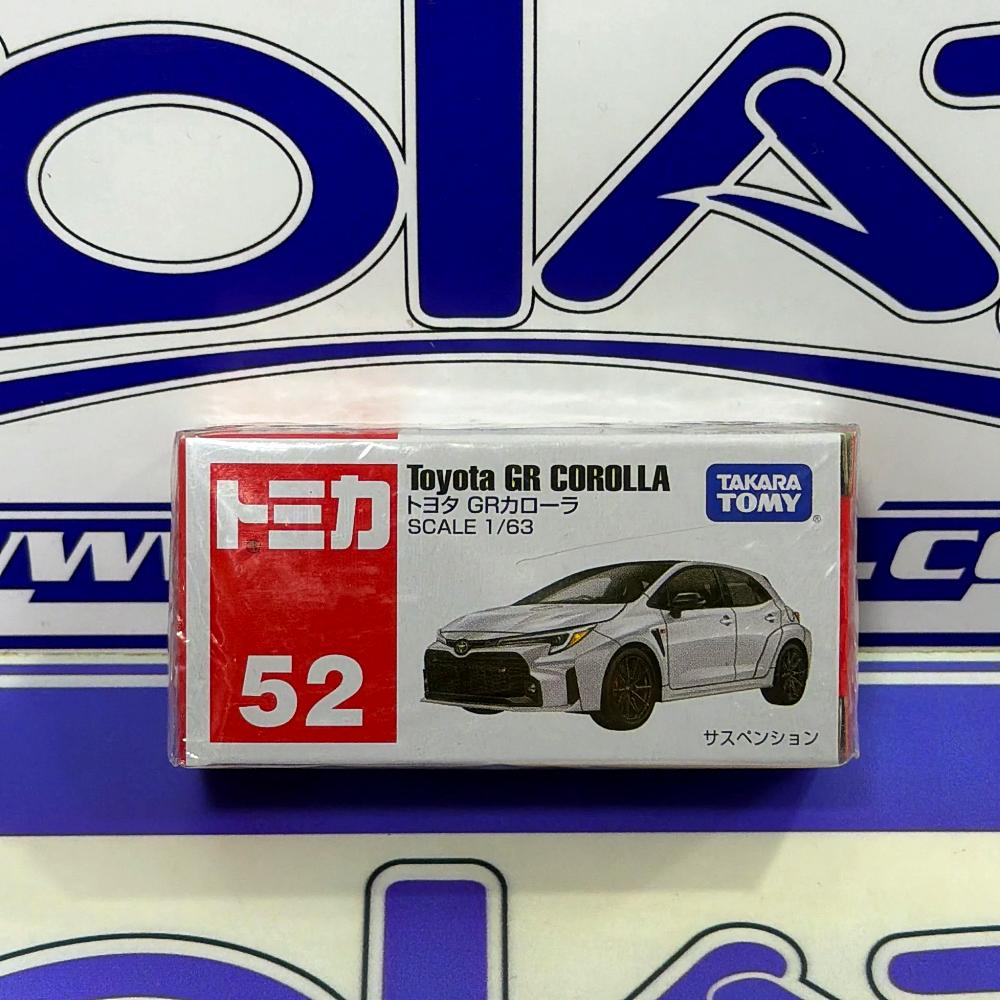 トミカ
Toyota GR COROLLA
トヨタ GRカローラ
SCALE 1/63
TAKARA
TOMY
®
52
サスペンション